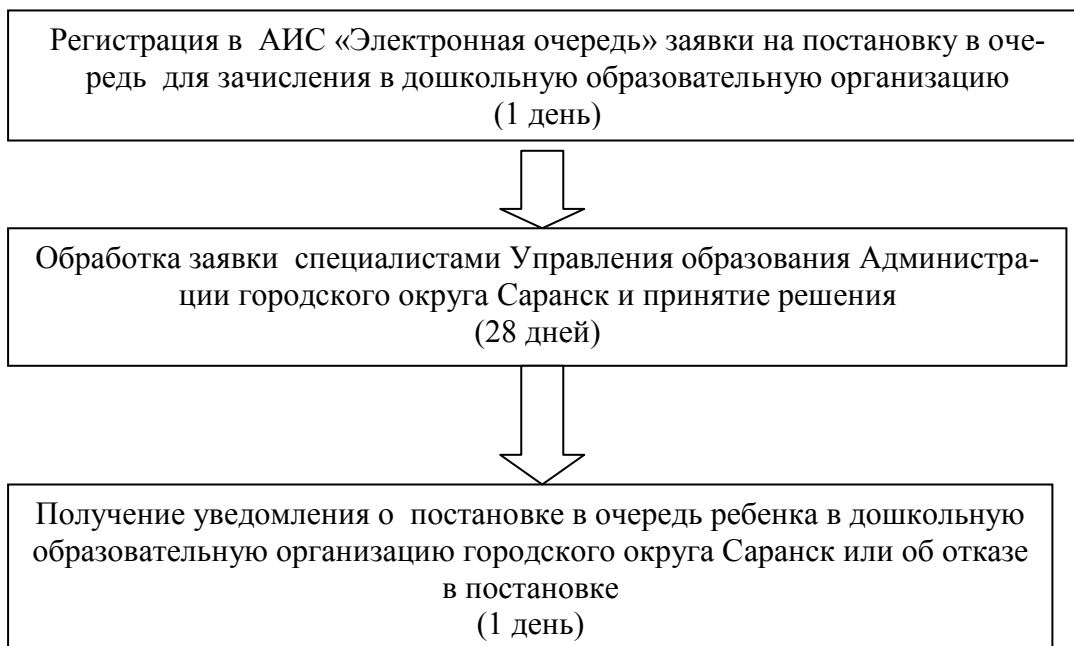 Регистрация в АИС «Электронная очередь» заявки на постановку в оче-
редь для зачисления в дошкольную образовательную организацию
(1 день)
Обработка заявки специалистами Управления образования Администра-
ции городского округа Саранск и принятие решения
(28 дней)
Получение уведомления о постановке в очередь ребенка в дошкольную
образовательную организацию городского округа Саранск или об отказе
в постановке
(1 день)